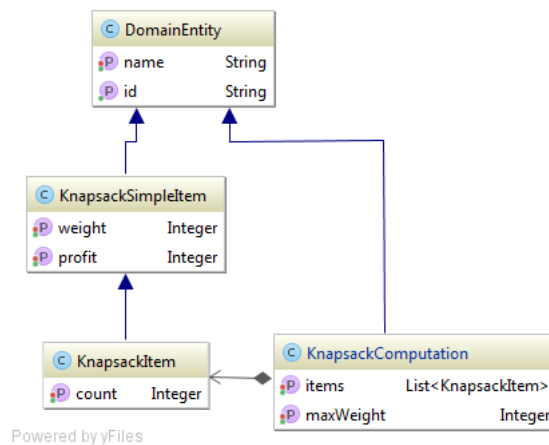 C DomainEntity
P name String
P id String
C KnapsackSimpleItem
P weight Integer
P profit Integer
C KnapsackItem
P count Integer
C KnapsackComputation
P items List<KnapsackItem>
P maxWeight Integer
Powered by yFiles